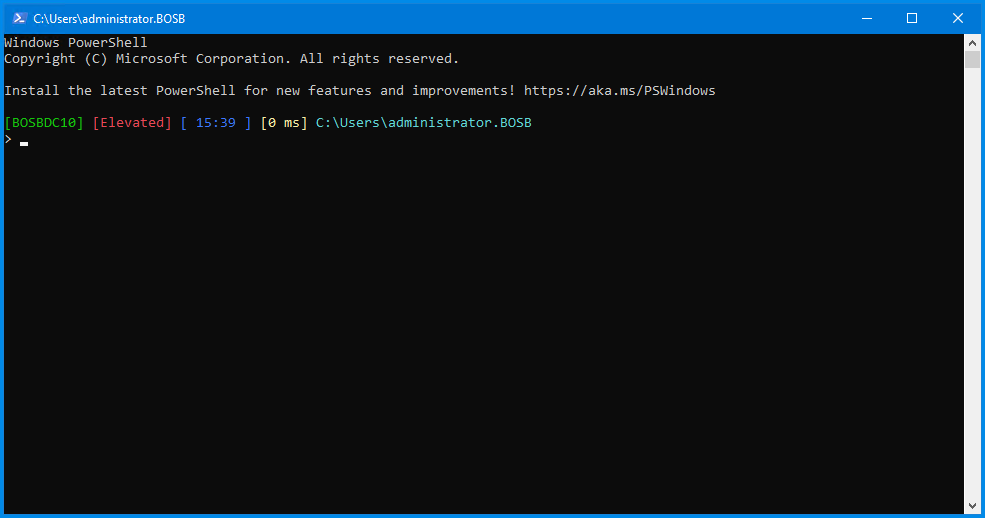 C:\Users\administrator.BOSB
Windows PowerShell
Copyright (C) Microsoft Corporation. All rights reserved.
Install the latest PowerShell for new features and improvements! https://aka.ms/PSWindows
[BOSBDC10] [Elevated] [ 15:39 ] [0 ms] C:\Users\administrator.BOSB
>